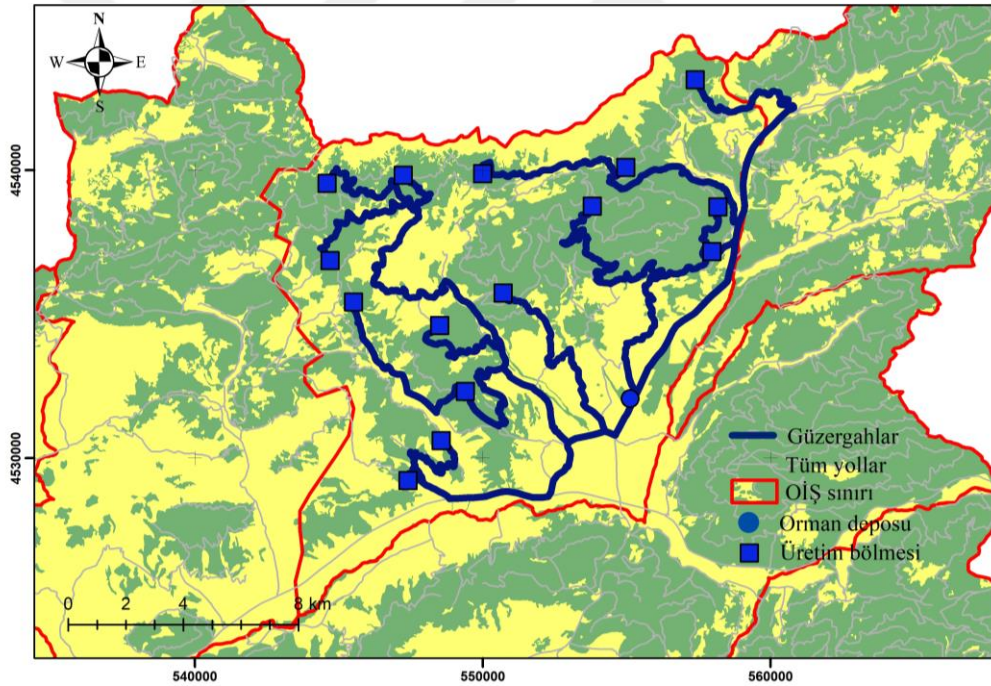 N
W E
S
4540000
4530000
Güzergahlar
Tüm yollar
OİŞ sınırı
Orman deposu
Üretim bölmesi
0 2 4 8 km
540000 550000 560000